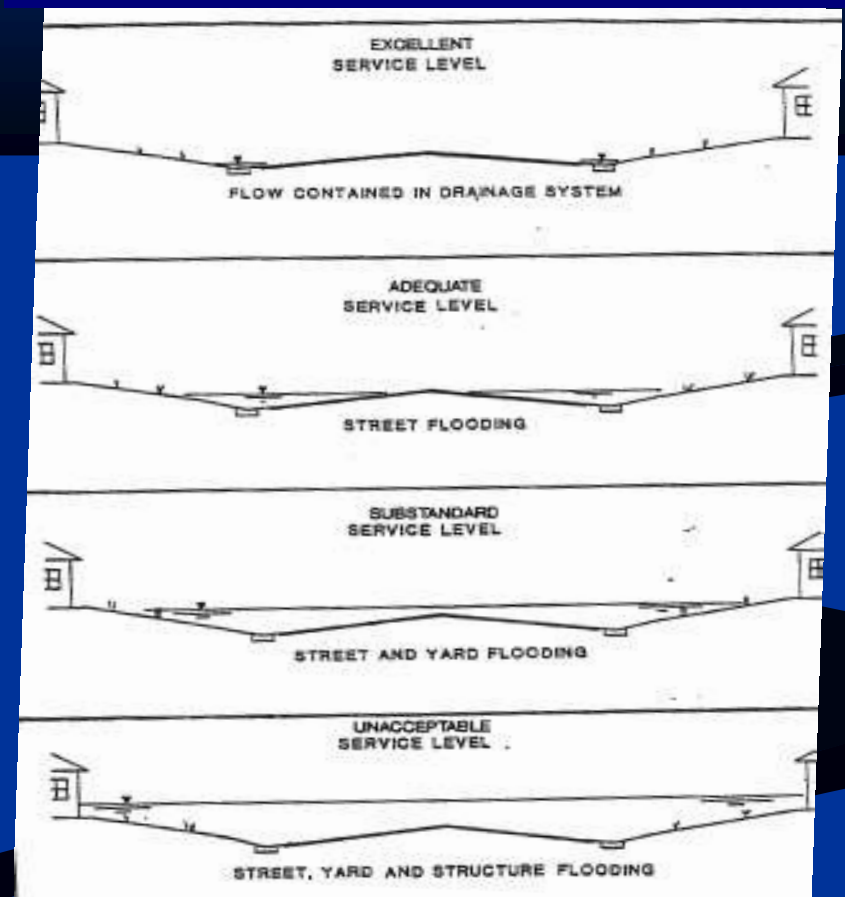 EXCELLENT
SERVICE LEVEL
FLOW CONTAINED IN DRAINAGE SYSTEM
ADEQUATE
SERVICE LEVEL
STREET FLOODING
SUBSTANDARD
SERVICE LEVEL
STREET AND YARD FLOODING
UNACCEPTABLE
SERVICE LEVEL
STREET, YARD AND STRUCTURE FLOODING